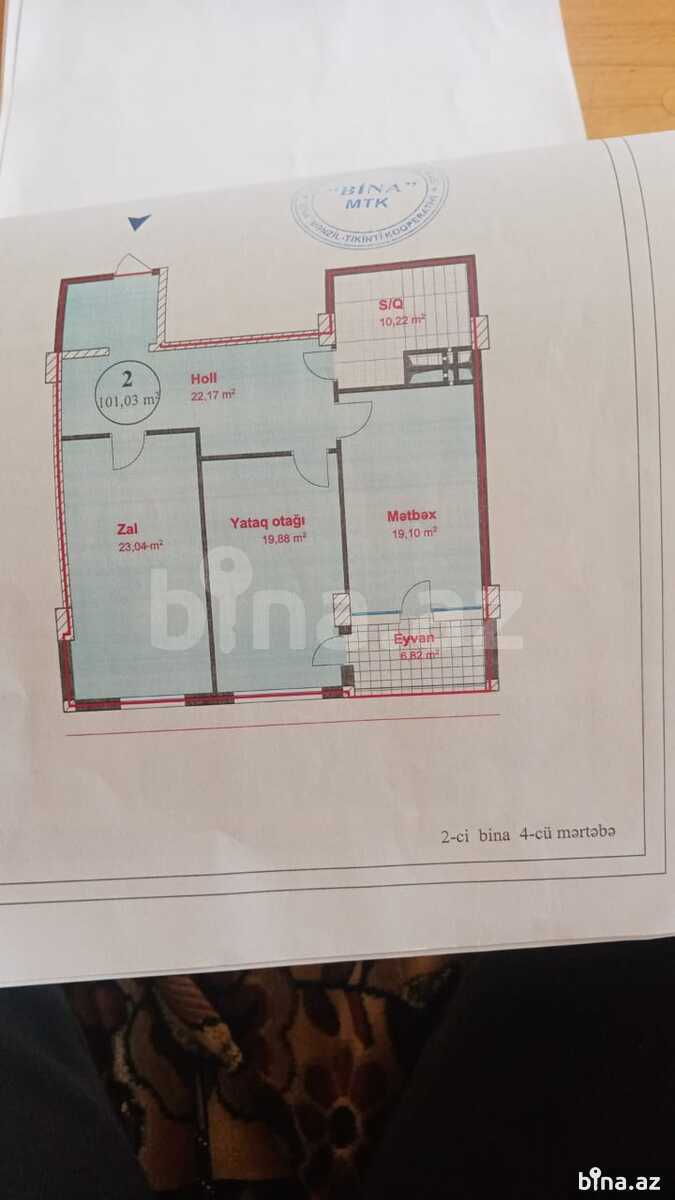 "BİNA"
MTK
MƏNZİL-TİKİNTİ KOOPERATİVİ
S/Q
10,22 m²
2
101,03 m²
Holl
22,17 m²
Zal
23,04 m²
Yataq otağı
19,88 m²
Mətbəx
19,10 m²
Eyvan
6,82 m²
bina.az
2-ci bina 4-cü mərtəbə
bina.az